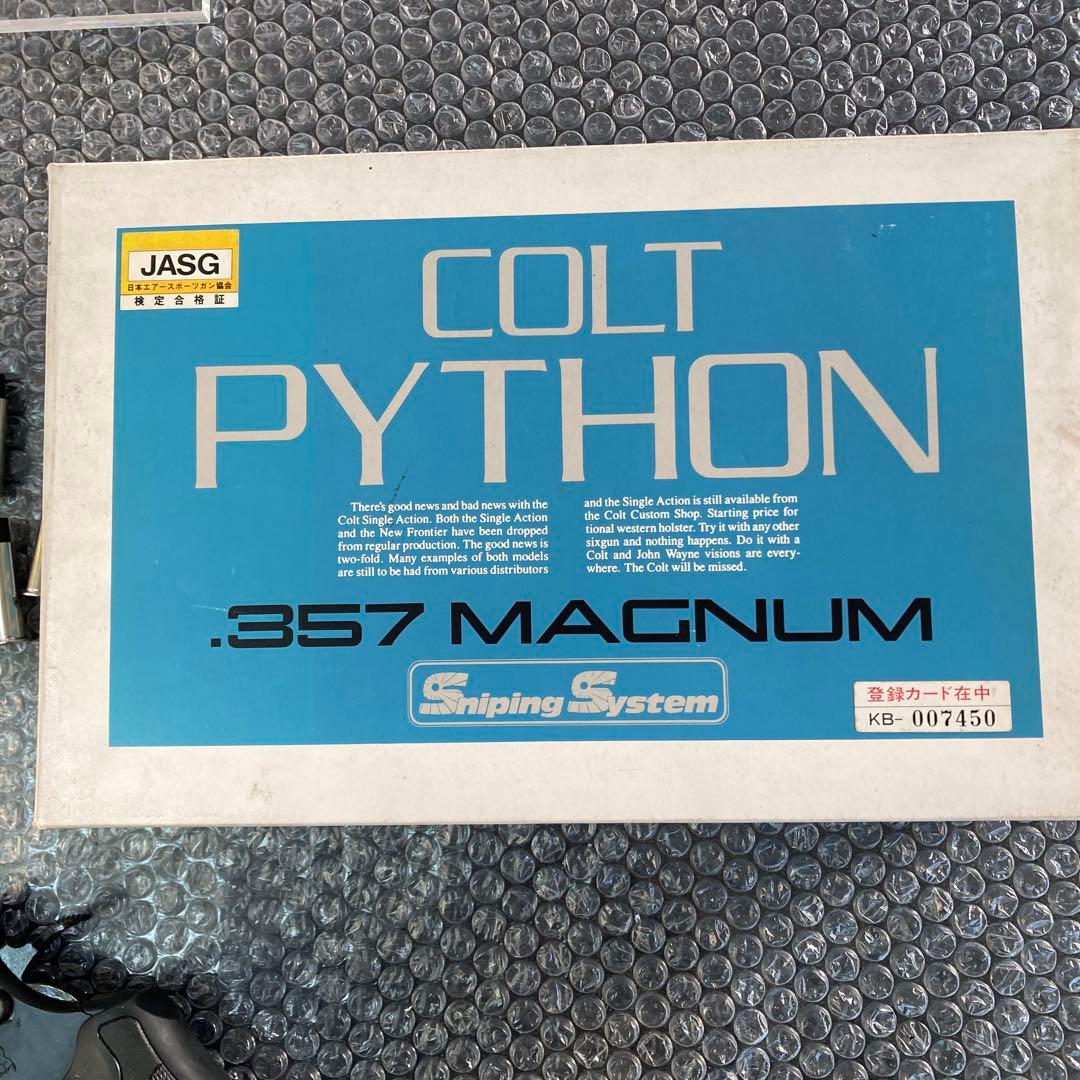 JASG
日本エアースポーツガン協会
検定合格証
COLT
PYTHON
There's good news and bad news with the
Colt Single Action. Both the Single Action
and the New Frontier have been dropped
from regular production. The good news is
two-fold. Many examples of both models
are still to be had from various distributors
and the Single Action is still available from
the Colt Custom Shop. Starting price for
tional western holster. Try it with any other
sixgun and nothing happens. Do it with a
Colt and John Wayne visions are every-
where. The Colt will be missed.
.357 MAGNUM
Sniping System
登録カード在中
KB- 007450